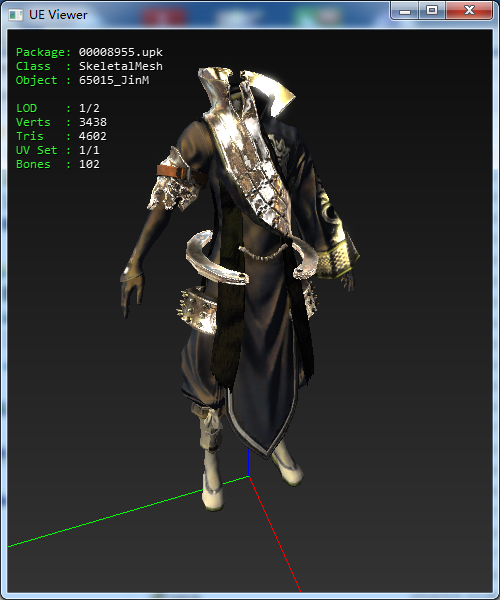 UE Viewer
Package: 00008955.upk
Class  : SkeletalMesh
Object : 65015_JinM
LOD    : 1/2
Verts  : 3438
Tris   : 4602
UV Set : 1/1
Bones  : 102